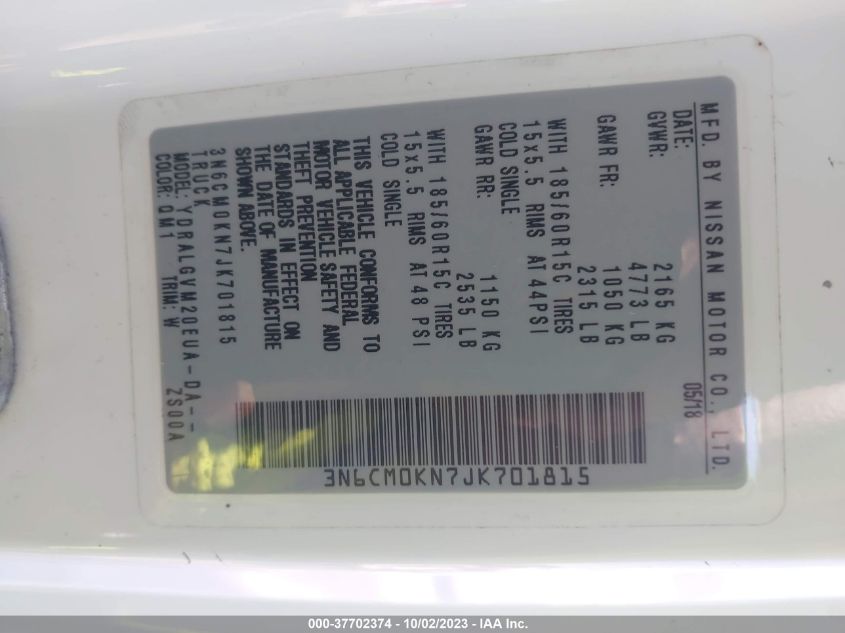 MFD. BY NISSAN MOTOR CO., LTD.
DATE: 05/18
GVWR: 2165 KG
4773 LB
GAWR FR: 1050 KG
2315 LB
WITH 185/60R15C TIRES
15x5.5 RIMS AT 44PSI
COLD SINGLE
GAWR RR: 1150 KG
2535 LB
WITH 185/60R15C TIRES
15x5.5 RIMS AT 48 PSI
COLD SINGLE
THIS VEHICLE CONFORMS TO
ALL APPLICABLE FEDERAL
MOTOR VEHICLE SAFETY AND
THEFT PREVENTION
STANDARDS IN EFFECT ON
THE DATE OF MANUFACTURE
SHOWN ABOVE.
3N6CM0KN7JK701815
TRUCK
MODEL: YDRALGVM20EUA-DA--
COLOR: QM1 TRIM: W ZS00A
3N6CM0KN7JK701815
000-37702374 - 10/02/2023 - IAA Inc.